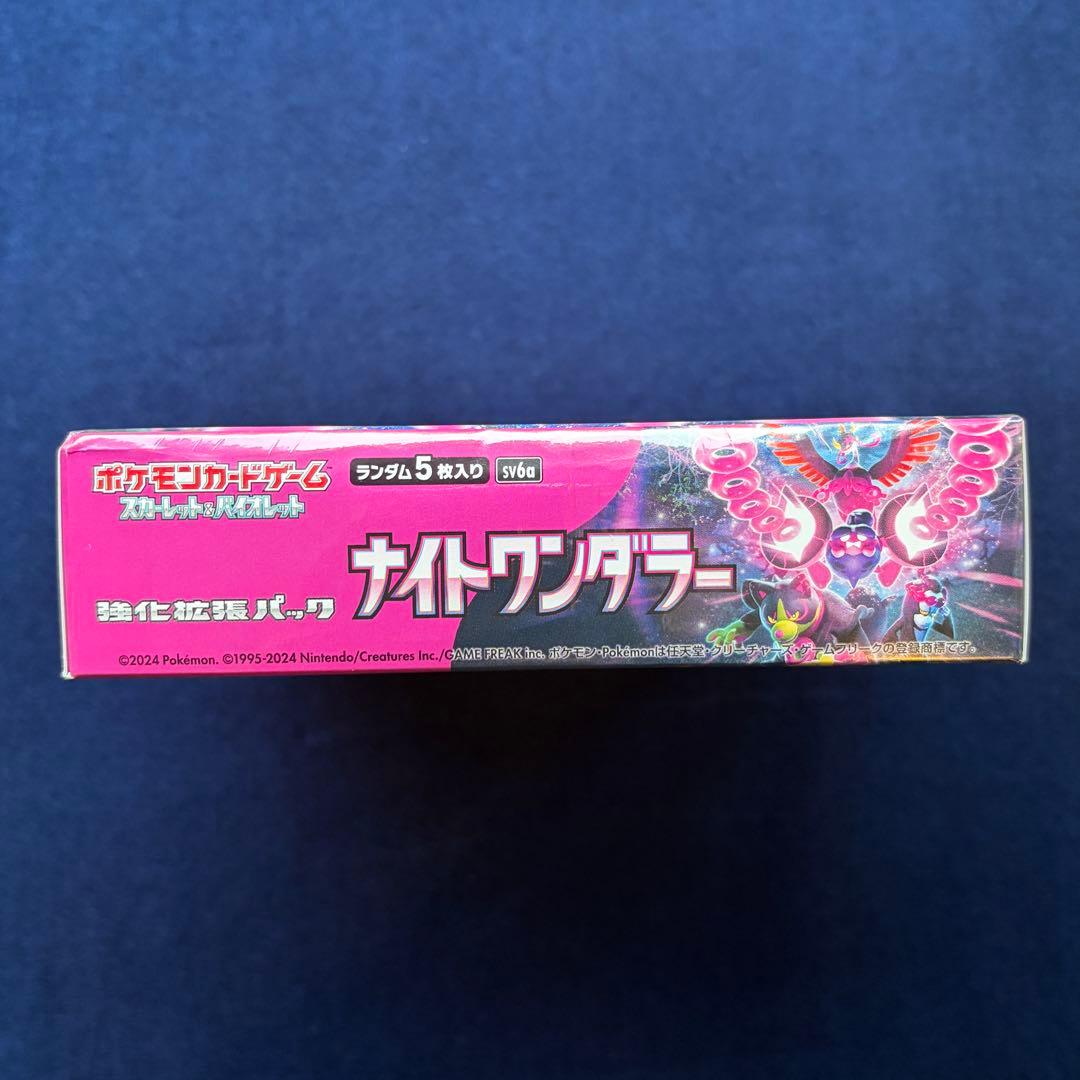 ポケモンカードゲーム™
スカーレット&バイオレット
ランダム5枚入り
sv6a
ナイトワンダラー
強化拡張パック
©2024 Pokémon. ©1995-2024 Nintendo/Creatures Inc./GAME FREAK inc. ポケモン・Pokémonは任天堂・クリーチャーズ・ゲームフリークの登録商標です。